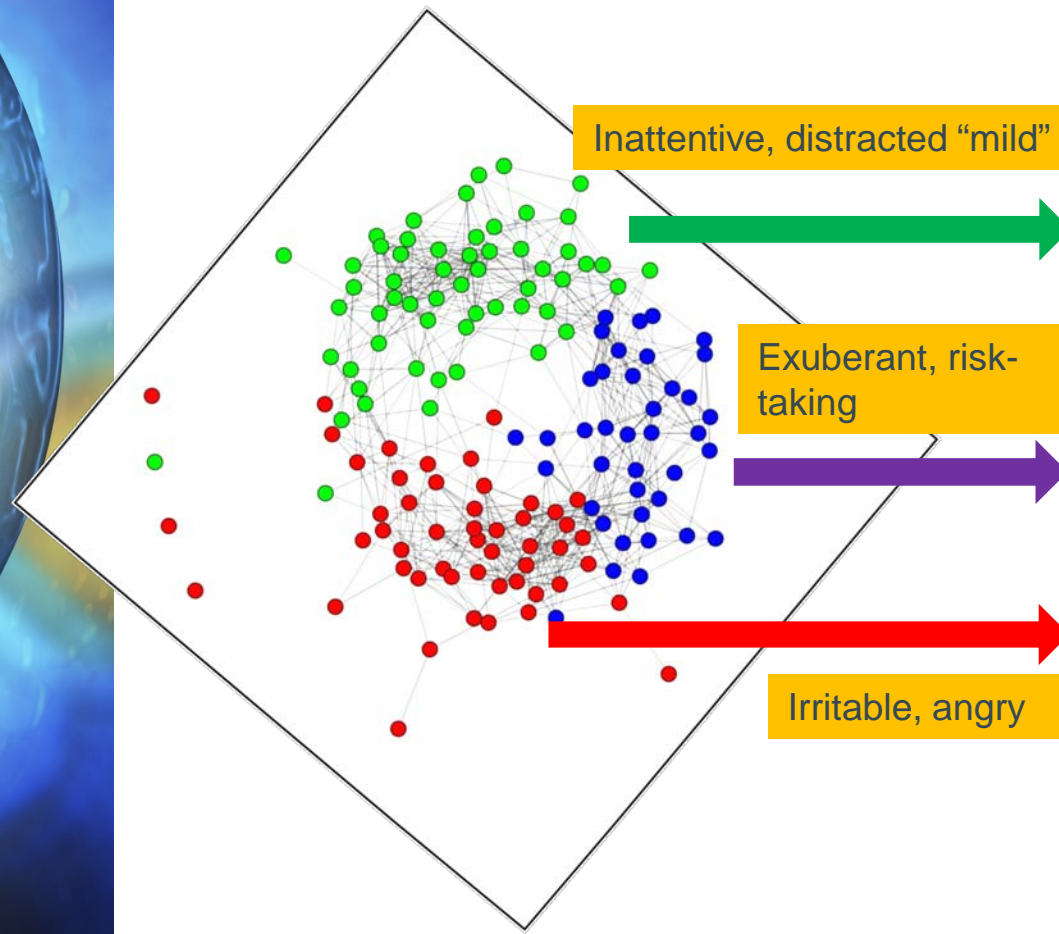 Inattentive, distracted “mild”
Exuberant, risk-
taking
Irritable, angry